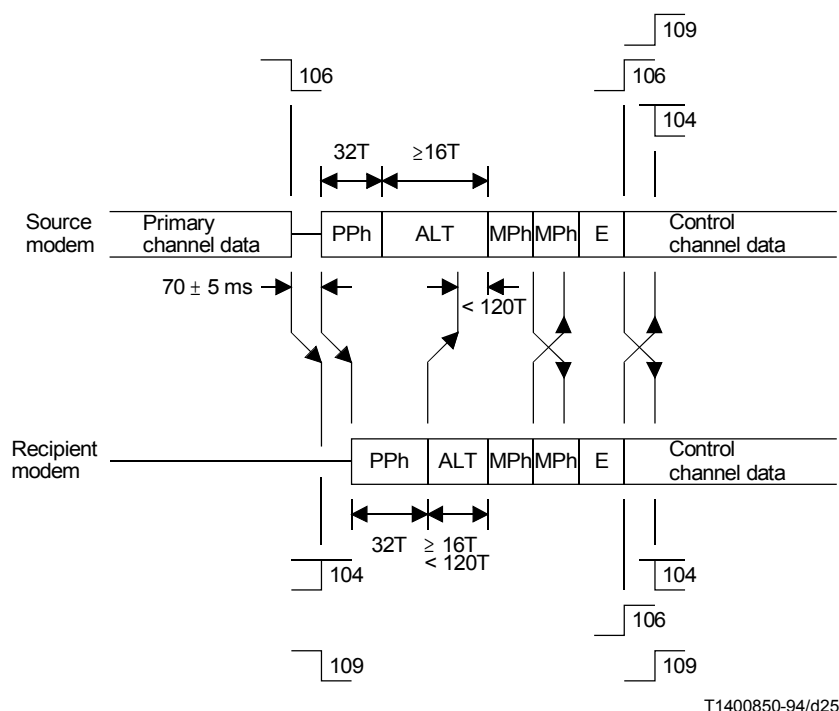 109
106
106
104
32T
≥16T
Source
modem
Primary
channel data
PPh
ALT
MPh
MPh
E
Control
channel data
70 ± 5 ms
< 120T
Recipient
modem
PPh
ALT
MPh
MPh
E
Control
channel data
32T
≥ 16T
< 120T
104
104
106
109
109
T1400850-94/d25